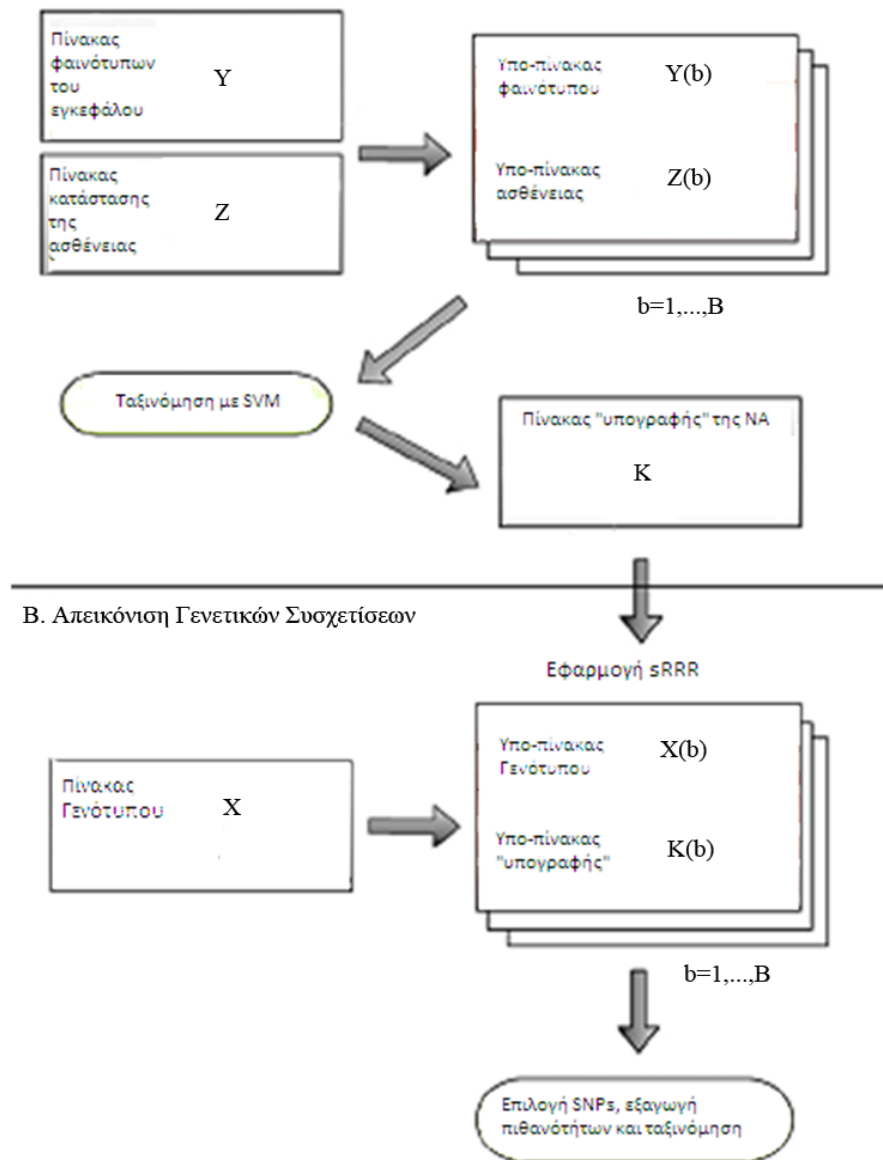 Πίνακας
φαινότυπων
του
εγκεφάλου
Y
Πίνακας
κατάστασης
της
ασθένειας
Z
Υπο-πίνακας
φαινότυπου
Y(b)
Υπο-πίνακας
ασθένειας
Z(b)
b=1,...,B
Ταξινόμηση με SVM
Πίνακας "υπογραφής" της ΝΑ
K
Β. Απεικόνιση Γενετικών Συσχετίσεων
Εφαρμογή sRRR
Πίνακας
Γενότυπου
X
Υπο-πίνακας
Γενότυπου
X(b)
Υπο-πίνακας
"υπογραφής"
K(b)
b=1,...,B
Επιλογή SNPs, εξαγωγή
πιθανότήτων και ταξινόμηση